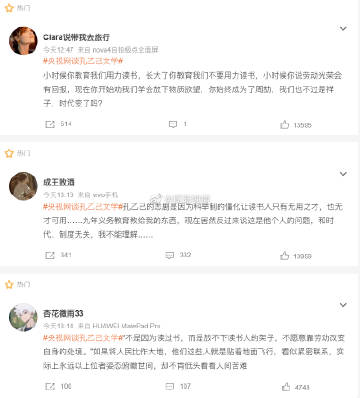 热门
Clara说带我去旅行
今天12:47 来自 nova4自拍极点全面屏
#央视网谈孔乙己文学#
小时候你教育我们用力读书，长大了你教育我们不要用力读书，小时候你说劳动光荣会
有回报，现在你开始劝我们学会放下物质欲望，你始终成为了周朴，我们也不过是祥
子，时代变了吗？
514 1 13595
热门
成王败酒
今天13:13 来自 vivo手机
#央视网谈孔乙己文学#孔乙己的悲剧是因为科举制的僵化让读书人只有无用之才，也无
才可用……九年义务教育教给我的东西，现在居然反过来说这是他个人的问题，和时
代、制度无关，我不能理解……
341 332 13959
热门
杏花微雨33
今天13:14 来自 HUAWEI MatePad Pro
#央视网谈孔乙己文学#"不是因为读过书，而是放不下读书人的架子，不愿意靠劳动改变
自身的处境。"如果将人民比作大地，他们这些人就是贴着地面飞行，看似紧密联系，实
际上永远以上位者姿态俯瞰世间，却不肯低头看看人间苦难
100 107 4743